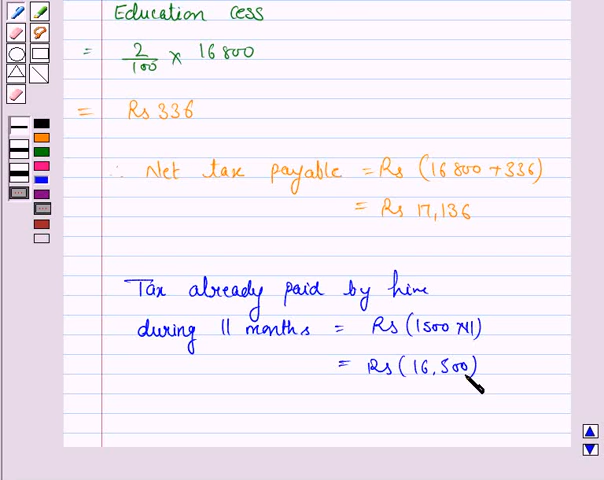 Education cess
= 2/100 × 16800
= Rs 336
∴ Net tax payable = Rs (16800 + 336)
= Rs 17,136
Tax already paid by him
during 11 months = Rs (1500 × 11)
= Rs (16,500)